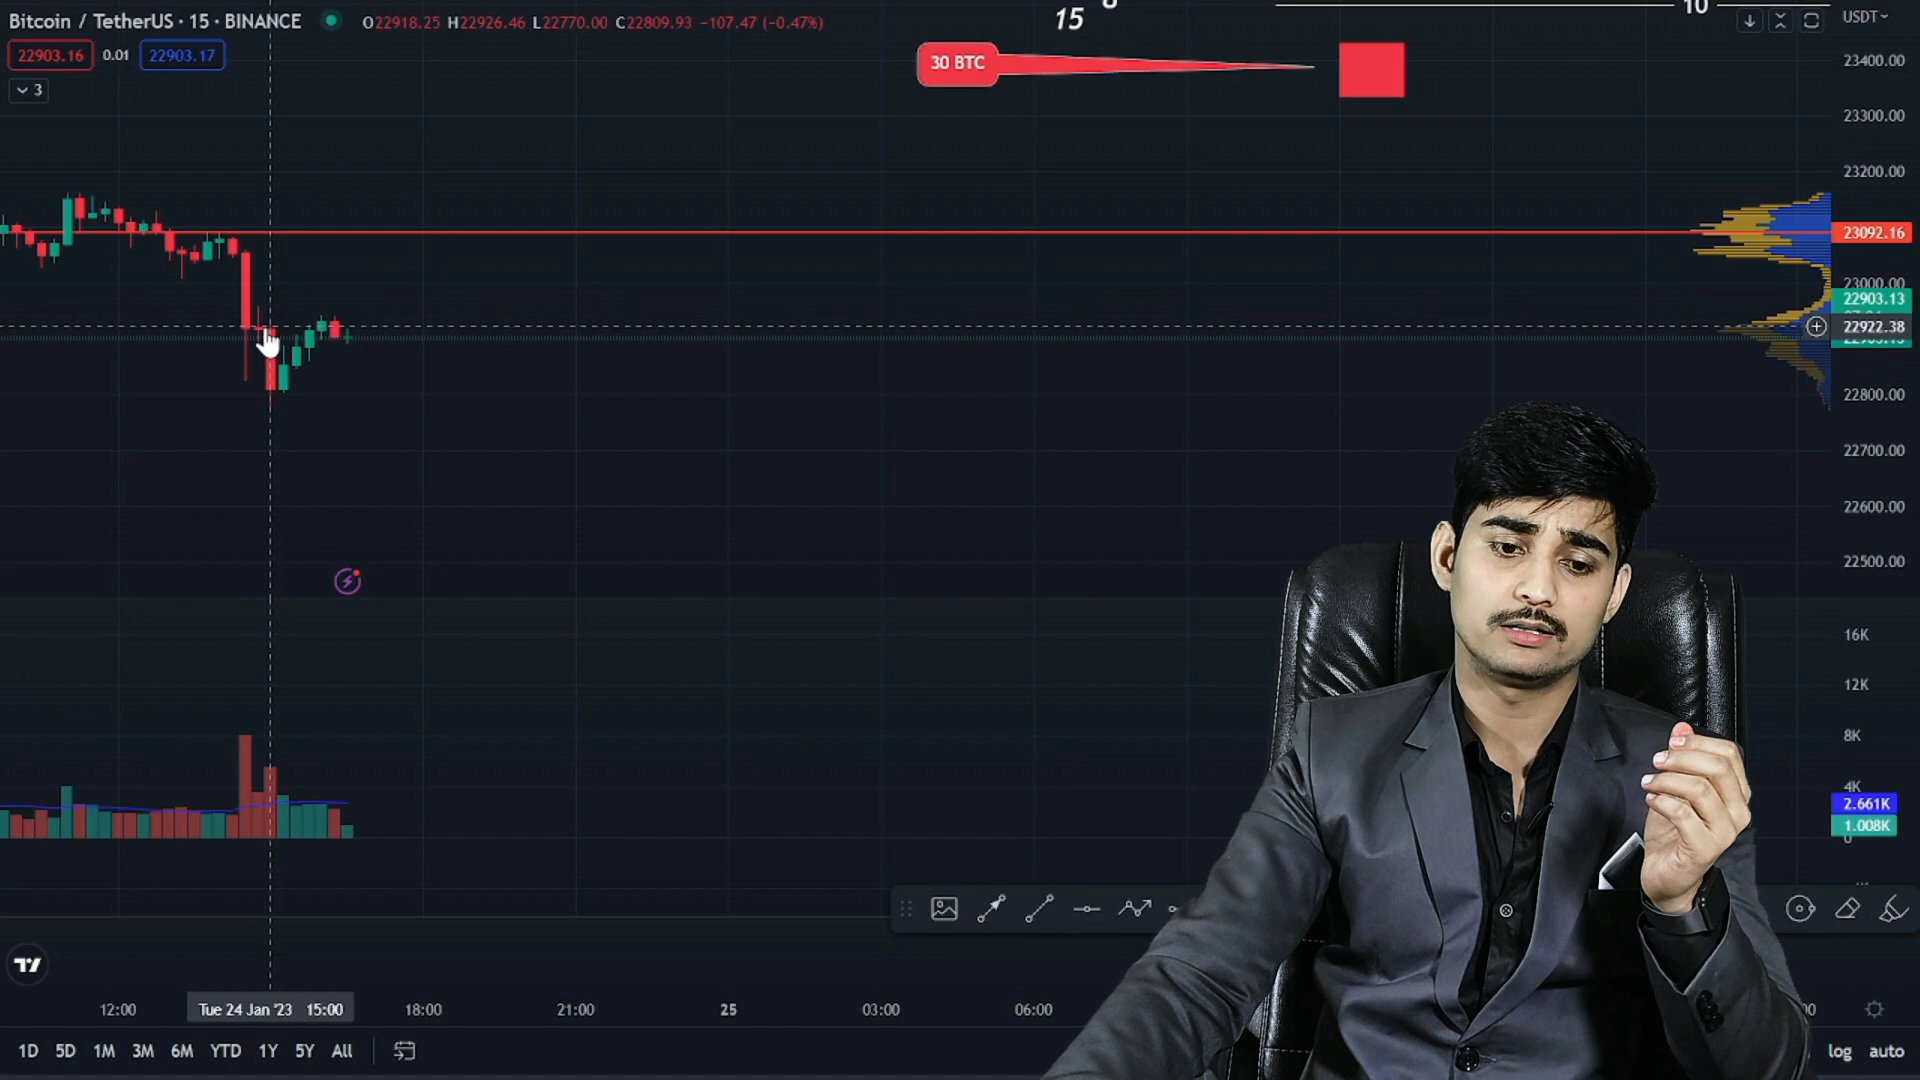 Bitcoin / TetherUS · 15 · BINANCE O22918.25 H22926.46 L22770.00 C22809.93 −107.47 (−0.47%)
15
10
USDT
22903.16 0.01 22903.17
3
30 BTC
23400.00
23300.00
23200.00
23092.16
23000.00
22903.13
22922.38
22800.00
22700.00
22600.00
22500.00
16K
12K
8K
4K
2.661K
1.008K
0
12:00 Tue 24 Jan '23 15:00 18:00 21:00 25 03:00 06:00
1D 5D 1M 3M 6M YTD 1Y 5Y All
log auto